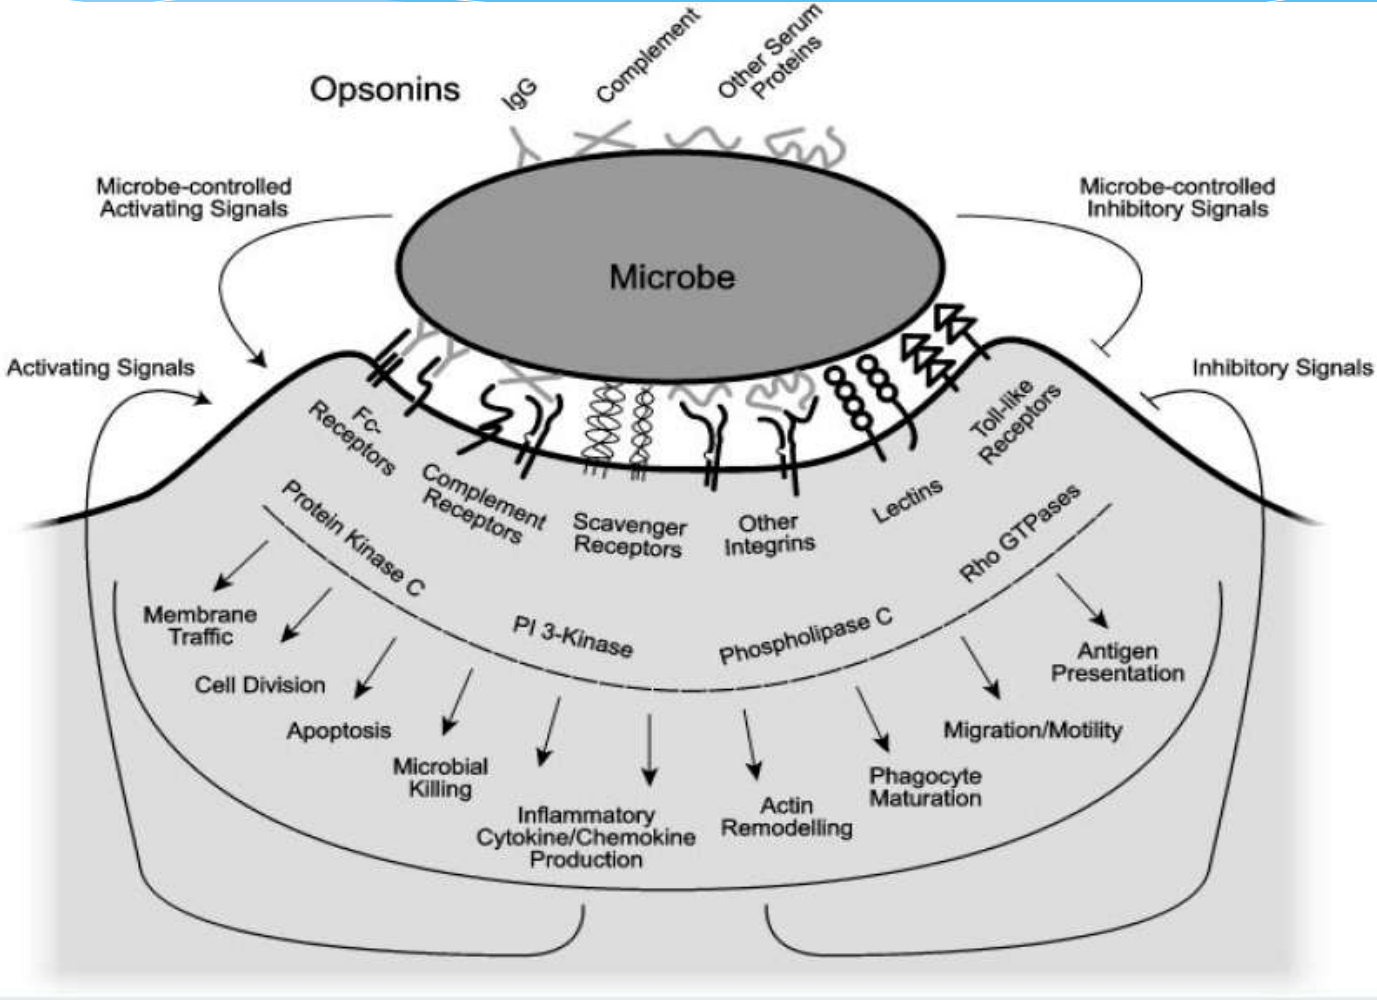 Opsonins
IgG
Complement
Other Serum
Proteins
Microbe-controlled
Activating Signals
Microbe-controlled
Inhibitory Signals
Microbe
Activating Signals
Inhibitory Signals
Fc-
Receptors
Complement
Receptors
Scavenger
Receptors
Other
Integrins
Lectins
Toll-like
Receptors
Protein Kinase C
PI 3-Kinase
Phospholipase C
Rho GTPases
Membrane
Traffic
Cell Division
Apoptosis
Microbial
Killing
Inflammatory
Cytokine/Chemokine
Production
Actin
Remodelling
Phagocyte
Maturation
Migration/Motility
Antigen
Presentation